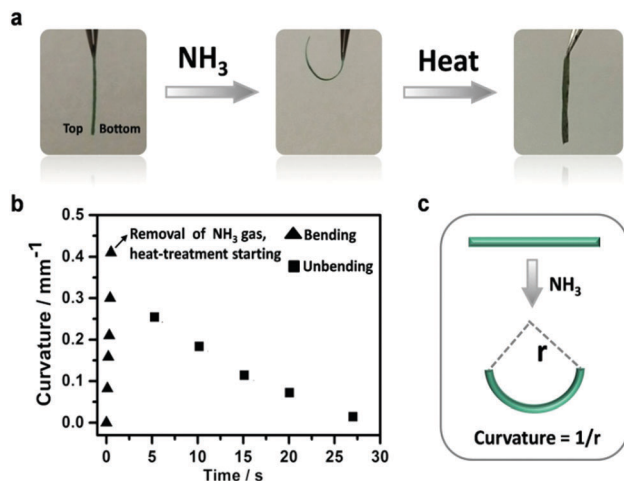 a
NH₃
Heat
Top Bottom
b
Curvature / mm⁻¹
0.5
0.4
0.3
0.2
0.1
0.0
Removal of NH₃ gas,
heat-treatment starting
▲ Bending
■ Unbending
0 5 10 15 20 25 30
Time / s
c
NH₃
r
Curvature = 1/r